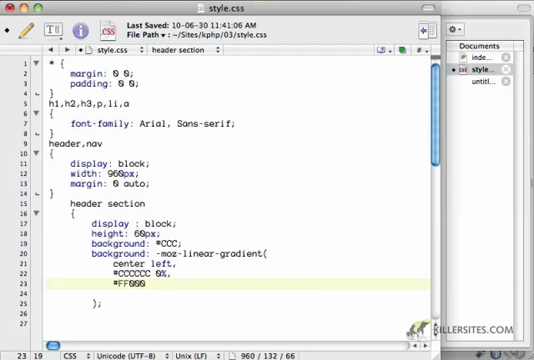 style.css
Last Saved: 10-06-30 11:41:06 AM
File Path ▾: ~/Sites/kphp/03/style.css
style.css
header section
#
Documents
inde...
style...
untitl...
1 * {
2 margin: 0 0;
3 padding: 0 0;
4 }
5 h1,h2,h3,p,li,a
6 {
7 font-family: Arial, Sans-serif;
8 }
9 header,nav
10 {
11 display: block;
12 width: 960px;
13 margin: 0 auto;
14 }
15 header section
16 {
17 display : block;
18 height: 60px;
19 background: #CCC;
20 background: -moz-linear-gradient(
21 center left,
22 #CCCCCC 0%,
23 #FF000
24
25 );
26
27
KILLERSITES.COM
23
19
CSS
Unicode (UTF-8)
Unix (LF)
960 / 132 / 66